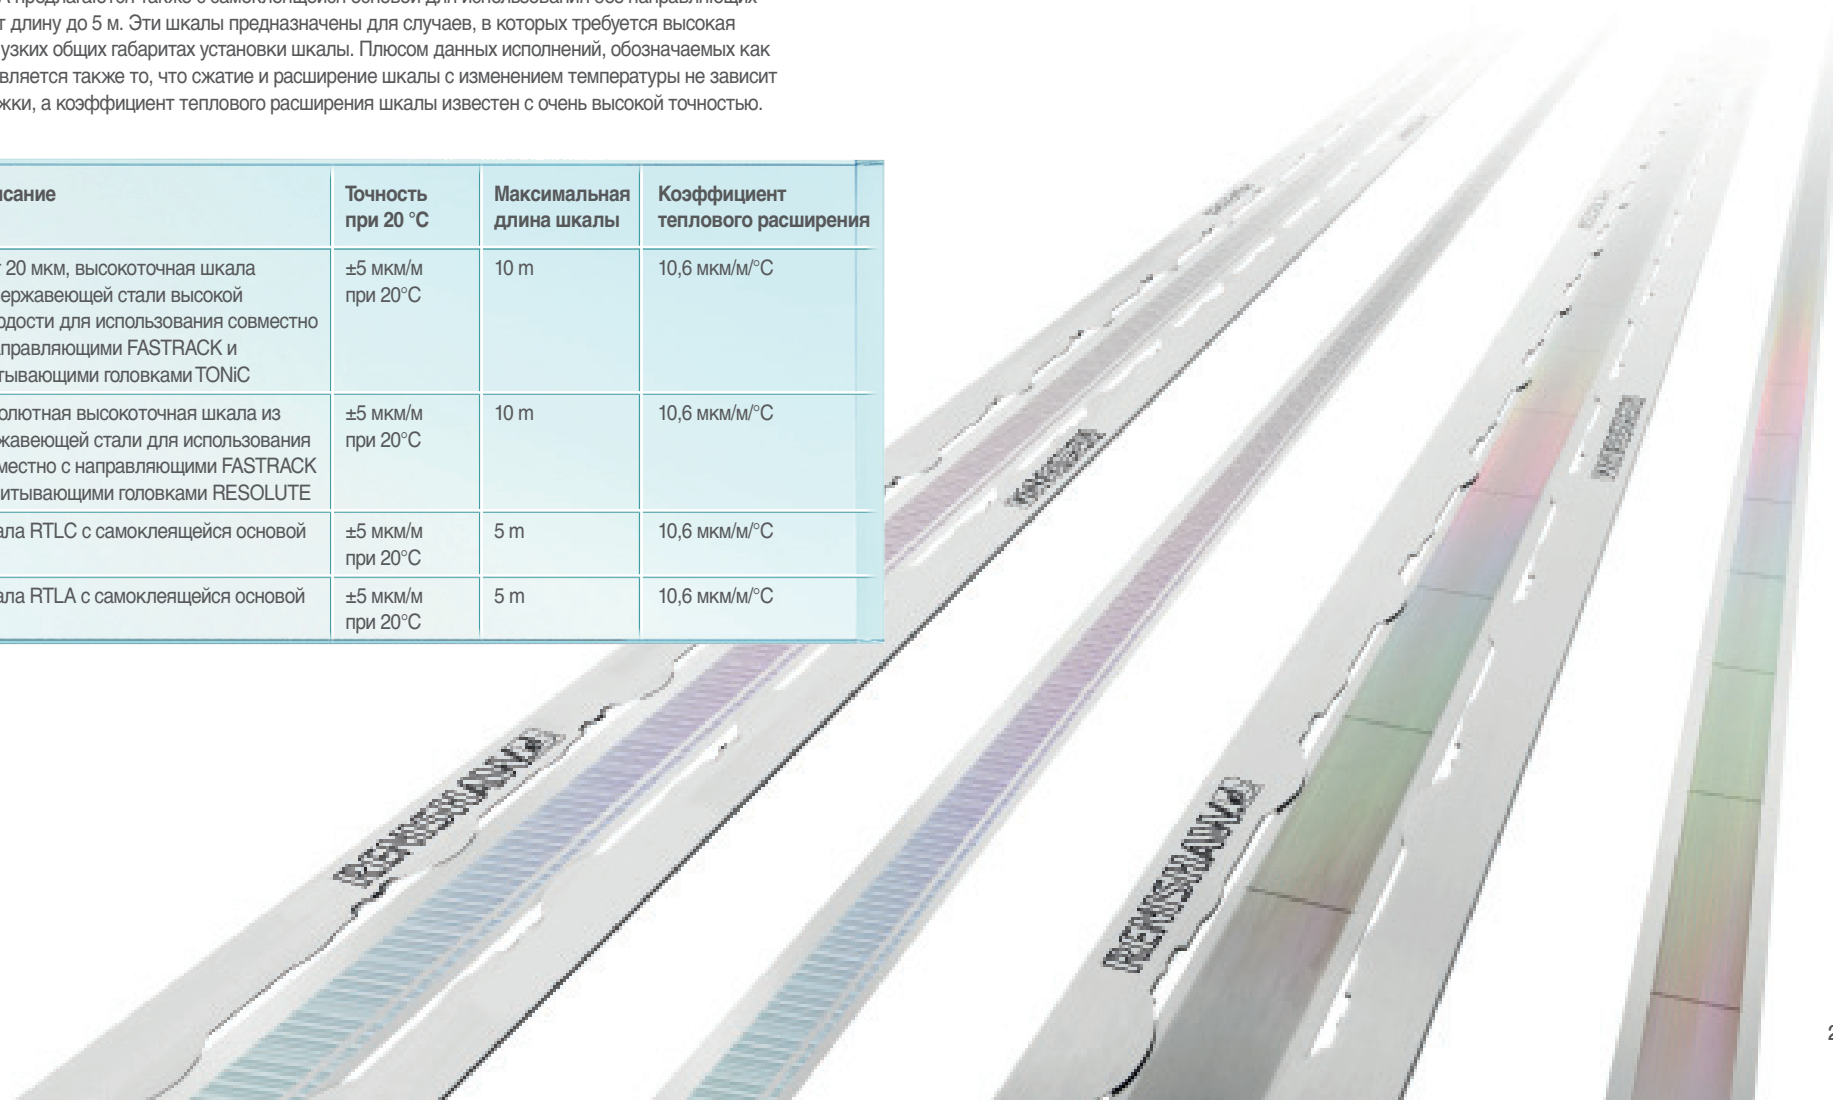 А предлагаются также с самоклеящейся основой для использования без направляющих
т длину до 5 м. Эти шкалы предназначены для случаев, в которых требуется высокая
узких общих габаритах установки шкалы. Плюсом данных исполнений, обозначаемых как
вляется также то, что сжатие и расширение шкалы с изменением температуры не зависит
жки, а коэффициент теплового расширения шкалы известен с очень высокой точностью.
исание
Точность
при 20 °C
Максимальная
длина шкалы
Коэффициент
теплового расширения
г 20 мкм, высокоточная шкала
ержавеющей стали высокой
рдости для использования совместно
аправляющими FASTRACK и
тывающими головками TONiC
±5 мкм/м
при 20°C
10 m
10,6 мкм/м/°C
олютная высокоточная шкала из
жавеющей стали для использования
местно с направляющими FASTRACK
итывающими головками RESOLUTE
±5 мкм/м
при 20°C
10 m
10,6 мкм/м/°C
ала RTLC с самоклеящейся основой
±5 мкм/м
при 20°C
5 m
10,6 мкм/м/°C
ала RTLA с самоклеящейся основой
±5 мкм/м
при 20°C
5 m
10,6 мкм/м/°C
RENISHAW
RENISHAW
2